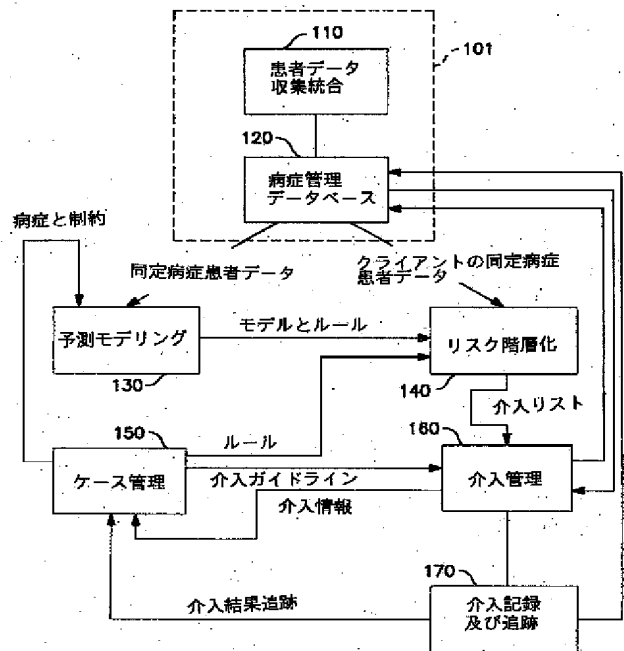 110
101
患者データ
収集統合
120
病症管理
データベース
病症と制約
同定病症患者データ
クライアントの同定病症
患者データ
予測モデリング
130
モデルとルール
リスク階層化
140
介入リスト
150
ルール
160
ケース管理
介入ガイドライン
介入情報
介入管理
170
介入結果追跡
介入記録
及び追跡